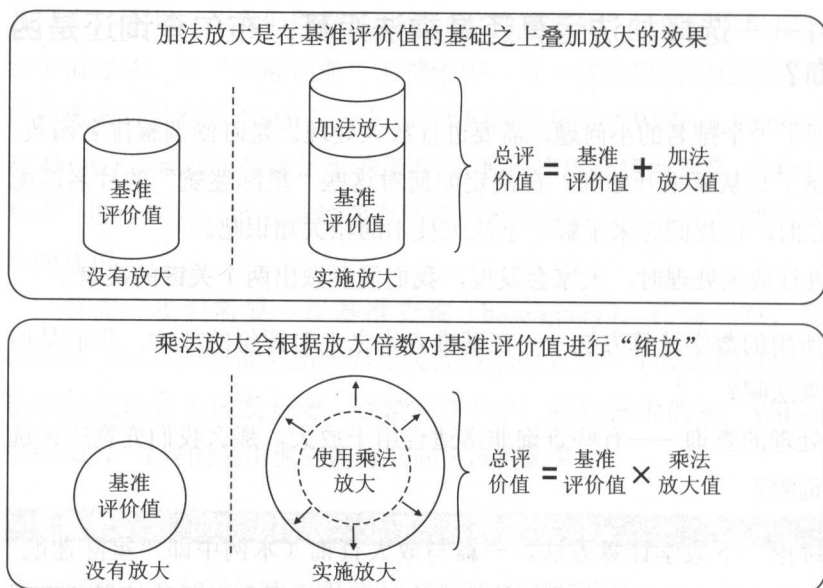 加法放大是在基准评价值的基础之上叠加放大的效果
基准
评价值
没有放大
加法放大
基准
评价值
实施放大
总评
价值
=
基准
评价值
+
加法
放大值
乘法放大会根据放大倍数对基准评价值进行“缩放”
基准
评价值
没有放大
使用乘法
放大
实施放大
总评
价值
=
基准
评价值
×
乘法
放大值